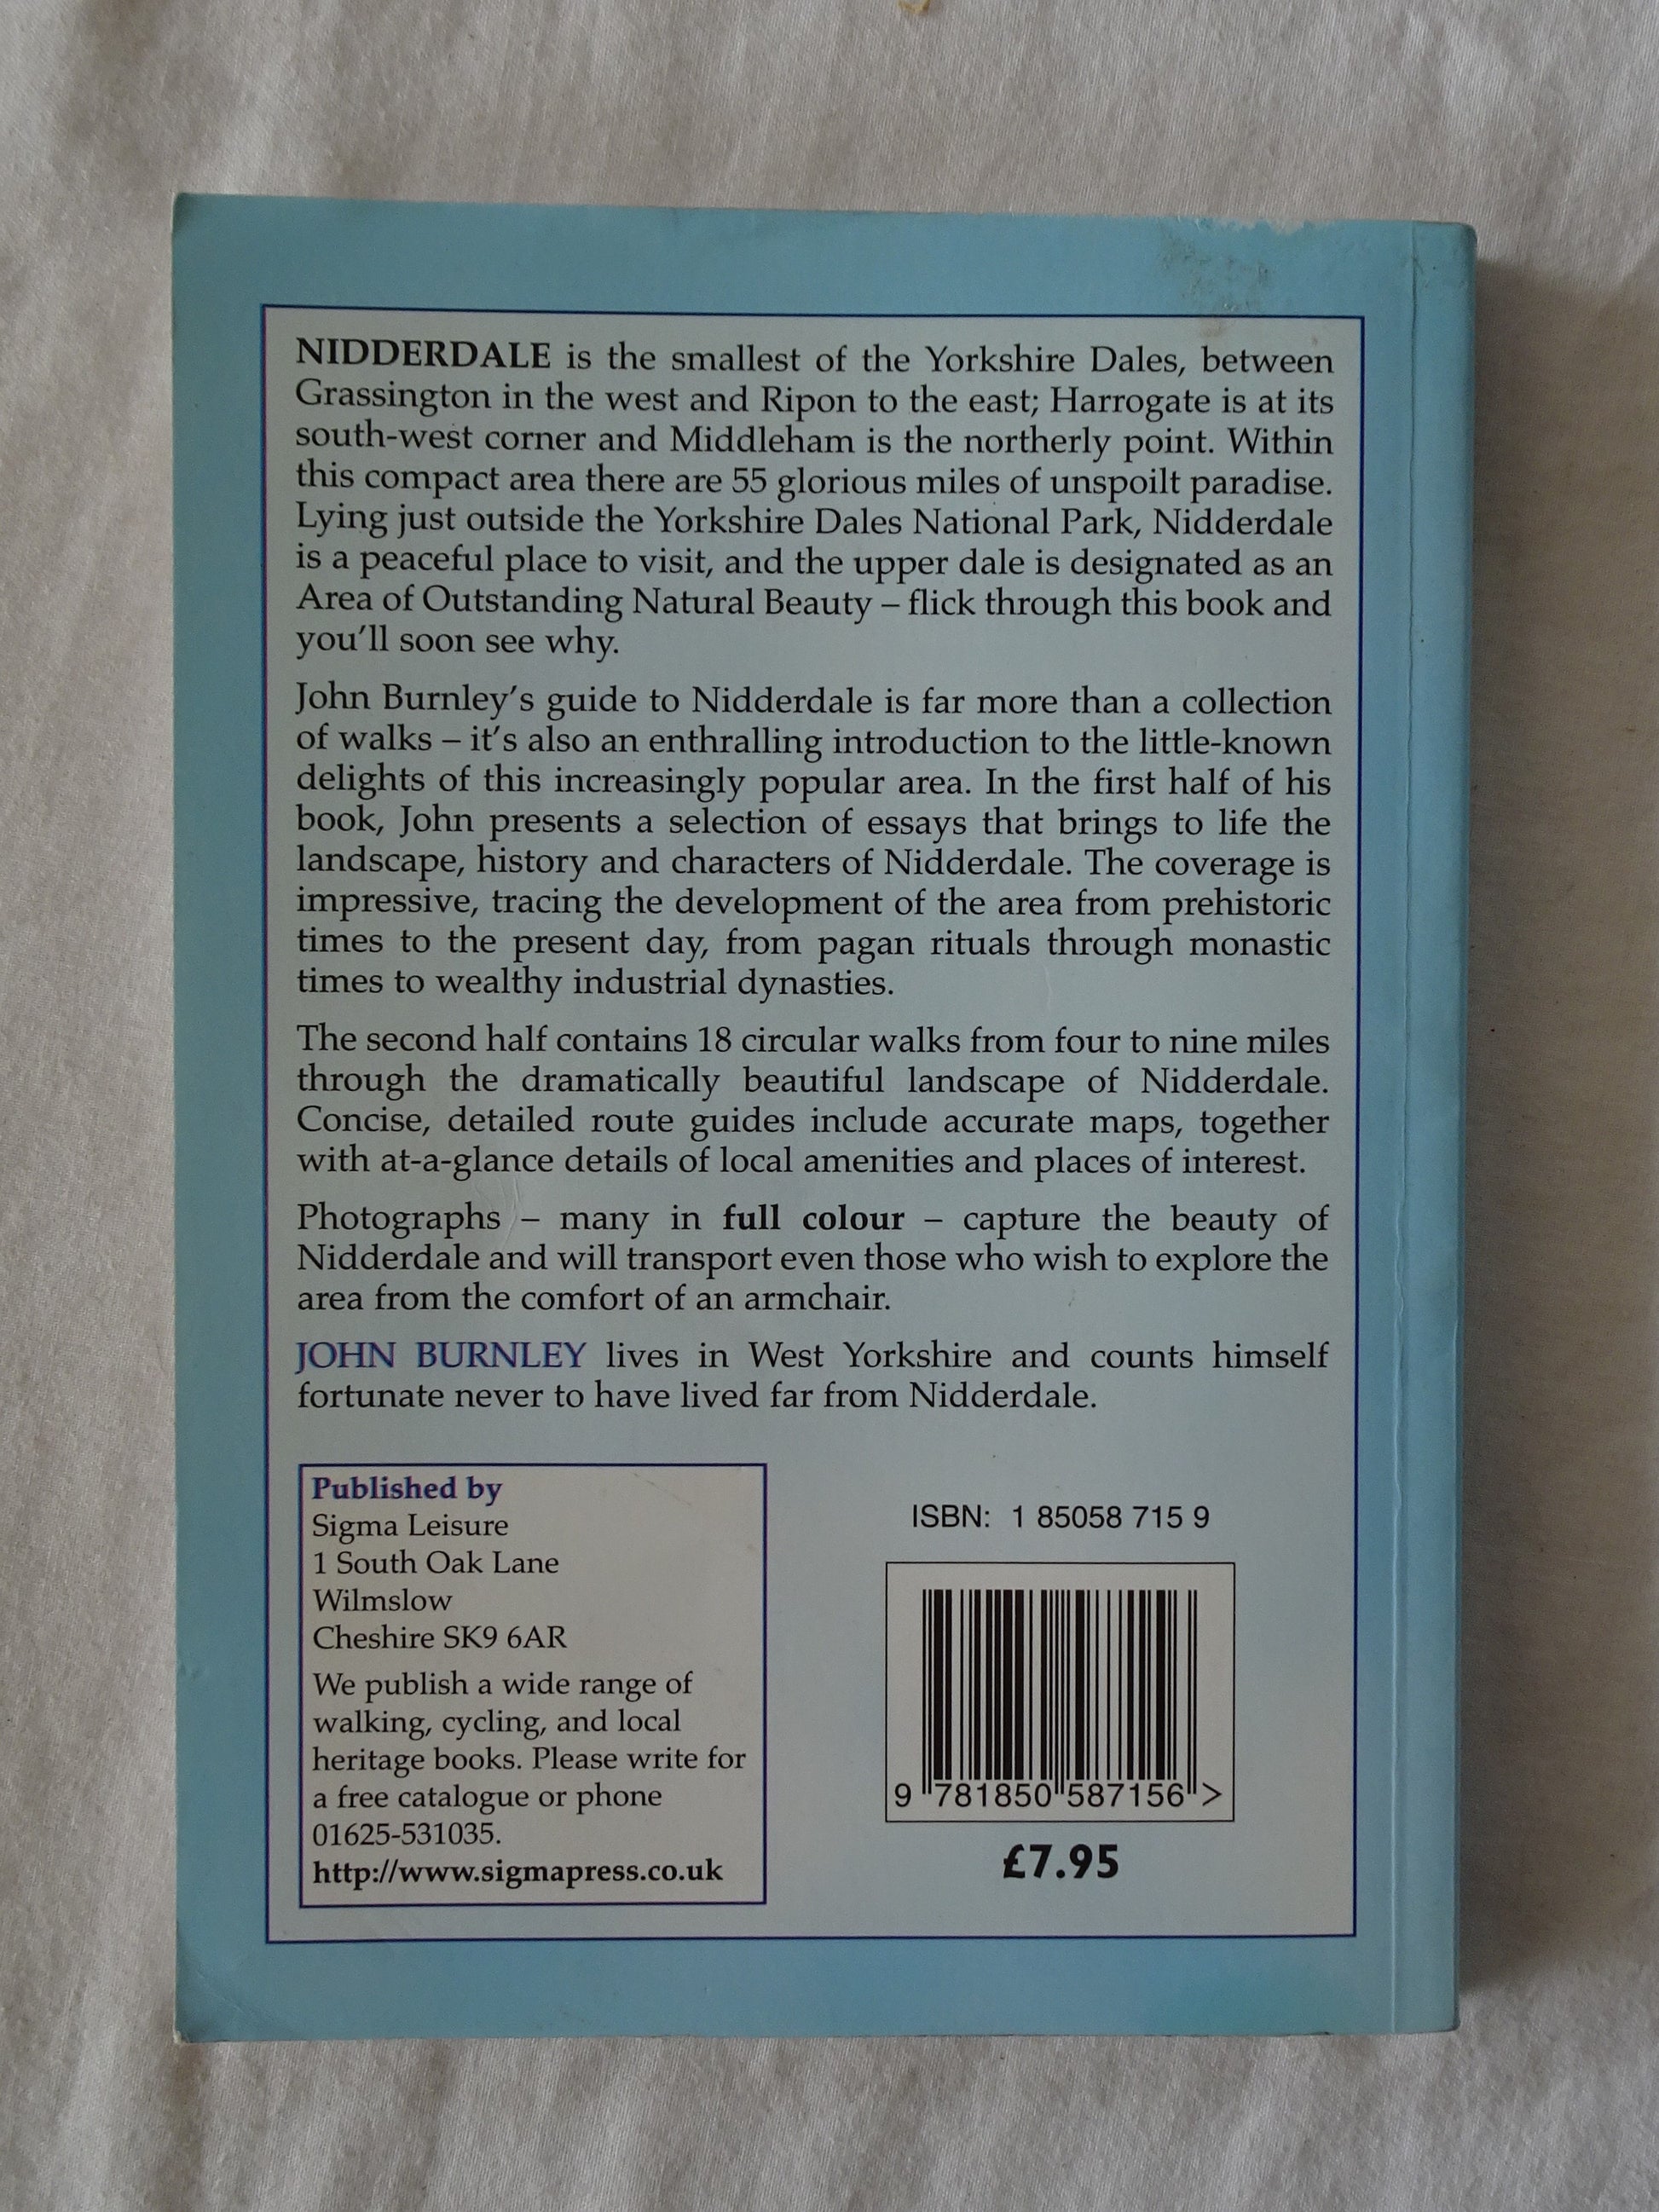 NIDDERDALE is the smallest of the Yorkshire Dales, between
Grassington in the west and Ripon to the east; Harrogate is at its
south-west corner and Middleham is the northerly point. Within
this compact area there are 55 glorious miles of unspoilt paradise.
Lying just outside the Yorkshire Dales National Park, Nidderdale
is a peaceful place to visit, and the upper dale is designated as an
Area of Outstanding Natural Beauty – flick through this book and
you'll soon see why.
John Burnley's guide to Nidderdale is far more than a collection
of walks – it's also an enthralling introduction to the little-known
delights of this increasingly popular area. In the first half of his
book, John presents a selection of essays that brings to life the
landscape, history and characters of Nidderdale. The coverage is
impressive, tracing the development of the area from prehistoric
times to the present day, from pagan rituals through monastic
times to wealthy industrial dynasties.
The second half contains 18 circular walks from four to nine miles
through the dramatically beautiful landscape of Nidderdale.
Concise, detailed route guides include accurate maps, together
with at-a-glance details of local amenities and places of interest.
Photographs – many in full colour – capture the beauty of
Nidderdale and will transport even those who wish to explore the
area from the comfort of an armchair.
JOHN BURNLEY lives in West Yorkshire and counts himself
fortunate never to have lived far from Nidderdale.
Published by
Sigma Leisure
1 South Oak Lane
Wilmslow
Cheshire SK9 6AR
We publish a wide range of
walking, cycling, and local
heritage books. Please write for
a free catalogue or phone
01625-531035.
http://www.sigmapress.co.uk
ISBN: 1 85058 715 9
9 781850 587156 >
£7.95